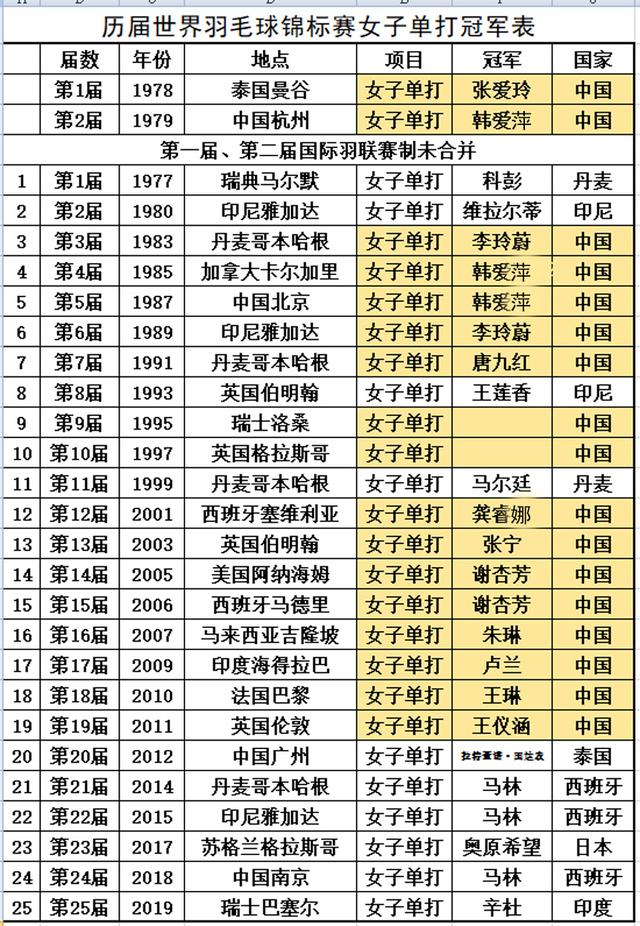 历届世界羽毛球锦标赛女子单打冠军表
届数 年份 地点 项目 冠军 国家
第1届 1978 泰国曼谷 女子单打 张爱玲 中国
第2届 1979 中国杭州 女子单打 韩爱萍 中国
第一届、第二届国际羽联赛制未合并
1 第1届 1977 瑞典马尔默 女子单打 科彭 丹麦
2 第2届 1980 印尼雅加达 女子单打 维拉尔蒂 印尼
3 第3届 1983 丹麦哥本哈根 女子单打 李玲蔚 中国
4 第4届 1985 加拿大卡尔加里 女子单打 韩爱萍 中国
5 第5届 1987 中国北京 女子单打 韩爱萍 中国
6 第6届 1989 印尼雅加达 女子单打 李玲蔚 中国
7 第7届 1991 丹麦哥本哈根 女子单打 唐九红 中国
8 第8届 1993 英国伯明翰 女子单打 王莲香 印尼
9 第9届 1995 瑞士洛桑 女子单打 中国
10 第10届 1997 英国格拉斯哥 女子单打 中国
11 第11届 1999 丹麦哥本哈根 女子单打 马尔廷 丹麦
12 第12届 2001 西班牙塞维利亚 女子单打 龚睿娜 中国
13 第13届 2003 英国伯明翰 女子单打 张宁 中国
14 第14届 2005 美国阿纳海姆 女子单打 谢杏芳 中国
15 第15届 2006 西班牙马德里 女子单打 谢杏芳 中国
16 第16届 2007 马来西亚吉隆坡 女子单打 朱琳 中国
17 第17届 2009 印度海得拉巴 女子单打 卢兰 中国
18 第18届 2010 法国巴黎 女子单打 王琳 中国
19 第19届 2011 英国伦敦 女子单打 王仪涵 中国
20 第20届 2012 中国广州 女子单打 泰国
21 第21届 2014 丹麦哥本哈根 女子单打 马林 西班牙
22 第22届 2015 印尼雅加达 女子单打 马林 西班牙
23 第23届 2017 苏格兰格拉斯哥 女子单打 奥原希望 日本
24 第24届 2018 中国南京 女子单打 马林 西班牙
25 第25届 2019 瑞士巴塞尔 女子单打 辛杜 印度